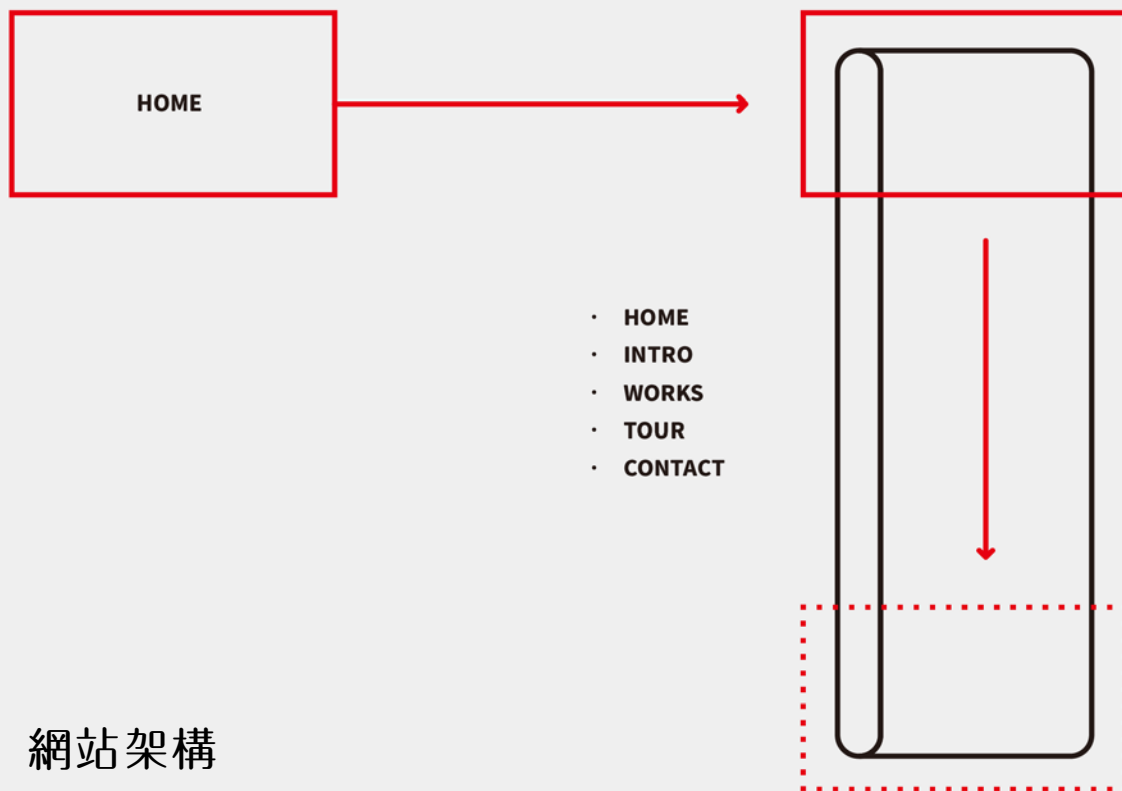 HOME
· HOME
· INTRO
· WORKS
· TOUR
· CONTACT
網站架構